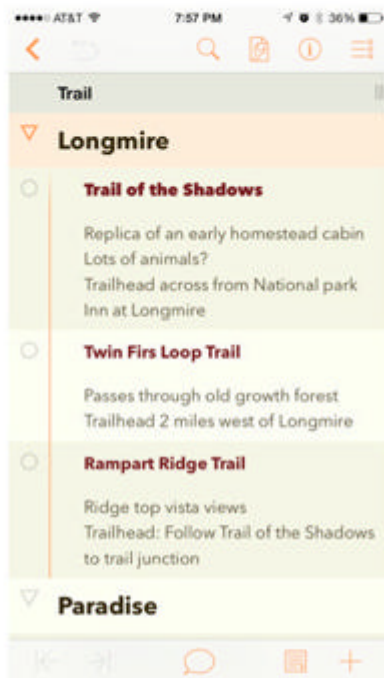 AT&T 7:57 PM 36%
Trail
Longmire
Trail of the Shadows
Replica of an early homestead cabin
Lots of animals?
Trailhead across from National park
Inn at Longmire
Twin Firs Loop Trail
Passes through old growth forest
Trailhead 2 miles west of Longmire
Rampart Ridge Trail
Ridge top vista views
Trailhead: Follow Trail of the Shadows
to trail junction
Paradise